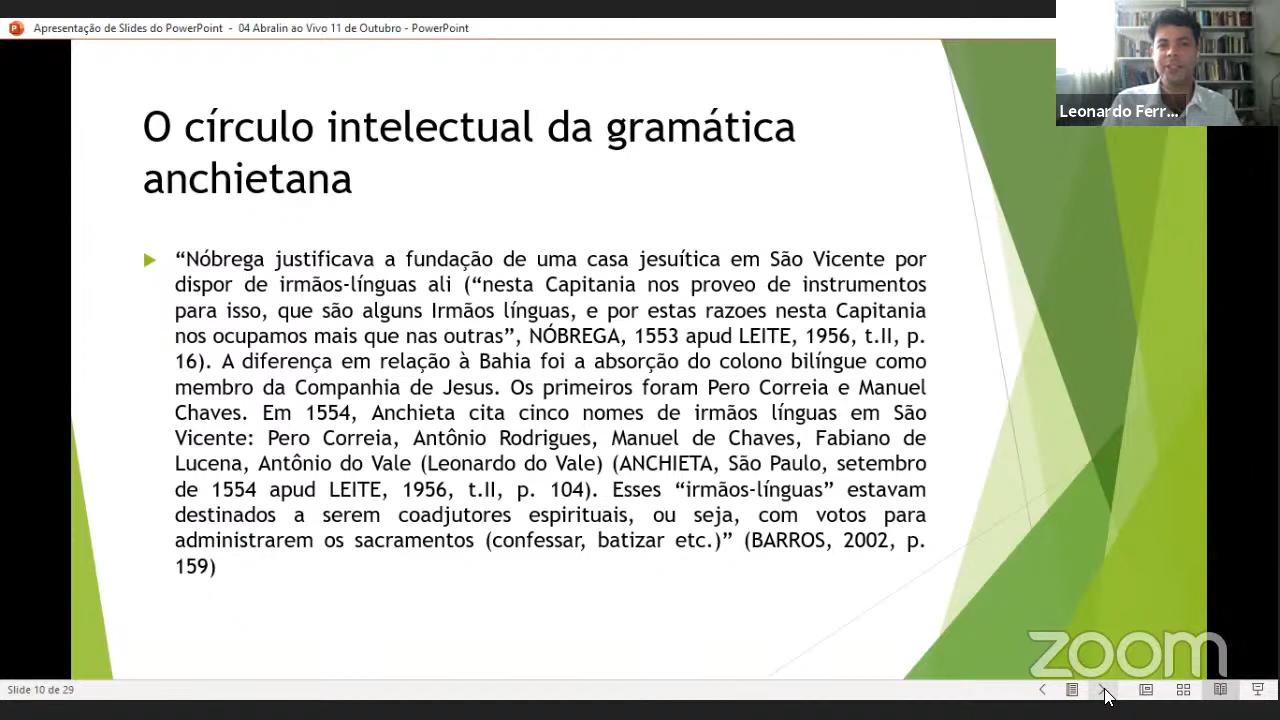 Apresentação de Slides do PowerPoint - 04 Abralin ao Vivo 11 de Outubro - PowerPoint
Leonardo Ferr...
O círculo intelectual da gramática
anchietana
“Nóbrega justificava a fundação de uma casa jesuítica em São Vicente por
dispor de irmãos-línguas ali (“nesta Capitania nos proveo de instrumentos
para isso, que são alguns Irmãos línguas, e por estas razoes nesta Capitania
nos ocupamos mais que nas outras”, NÓBREGA, 1553 apud LEITE, 1956, t.II, p.
16). A diferença em relação à Bahia foi a absorção do colono bilíngue como
membro da Companhia de Jesus. Os primeiros foram Pero Correia e Manuel
Chaves. Em 1554, Anchieta cita cinco nomes de irmãos línguas em São
Vicente: Pero Correia, Antônio Rodrigues, Manuel de Chaves, Fabiano de
Lucena, Antônio do Vale (Leonardo do Vale) (ANCHIETA, São Paulo, setembro
de 1554 apud LEITE, 1956, t.II, p. 104). Esses “irmãos-línguas” estavam
destinados a serem coadjutores espirituais, ou seja, com votos para
administrarem os sacramentos (confessar, batizar etc.)” (BARROS, 2002, p.
159)
zoom
Slide 10 de 29